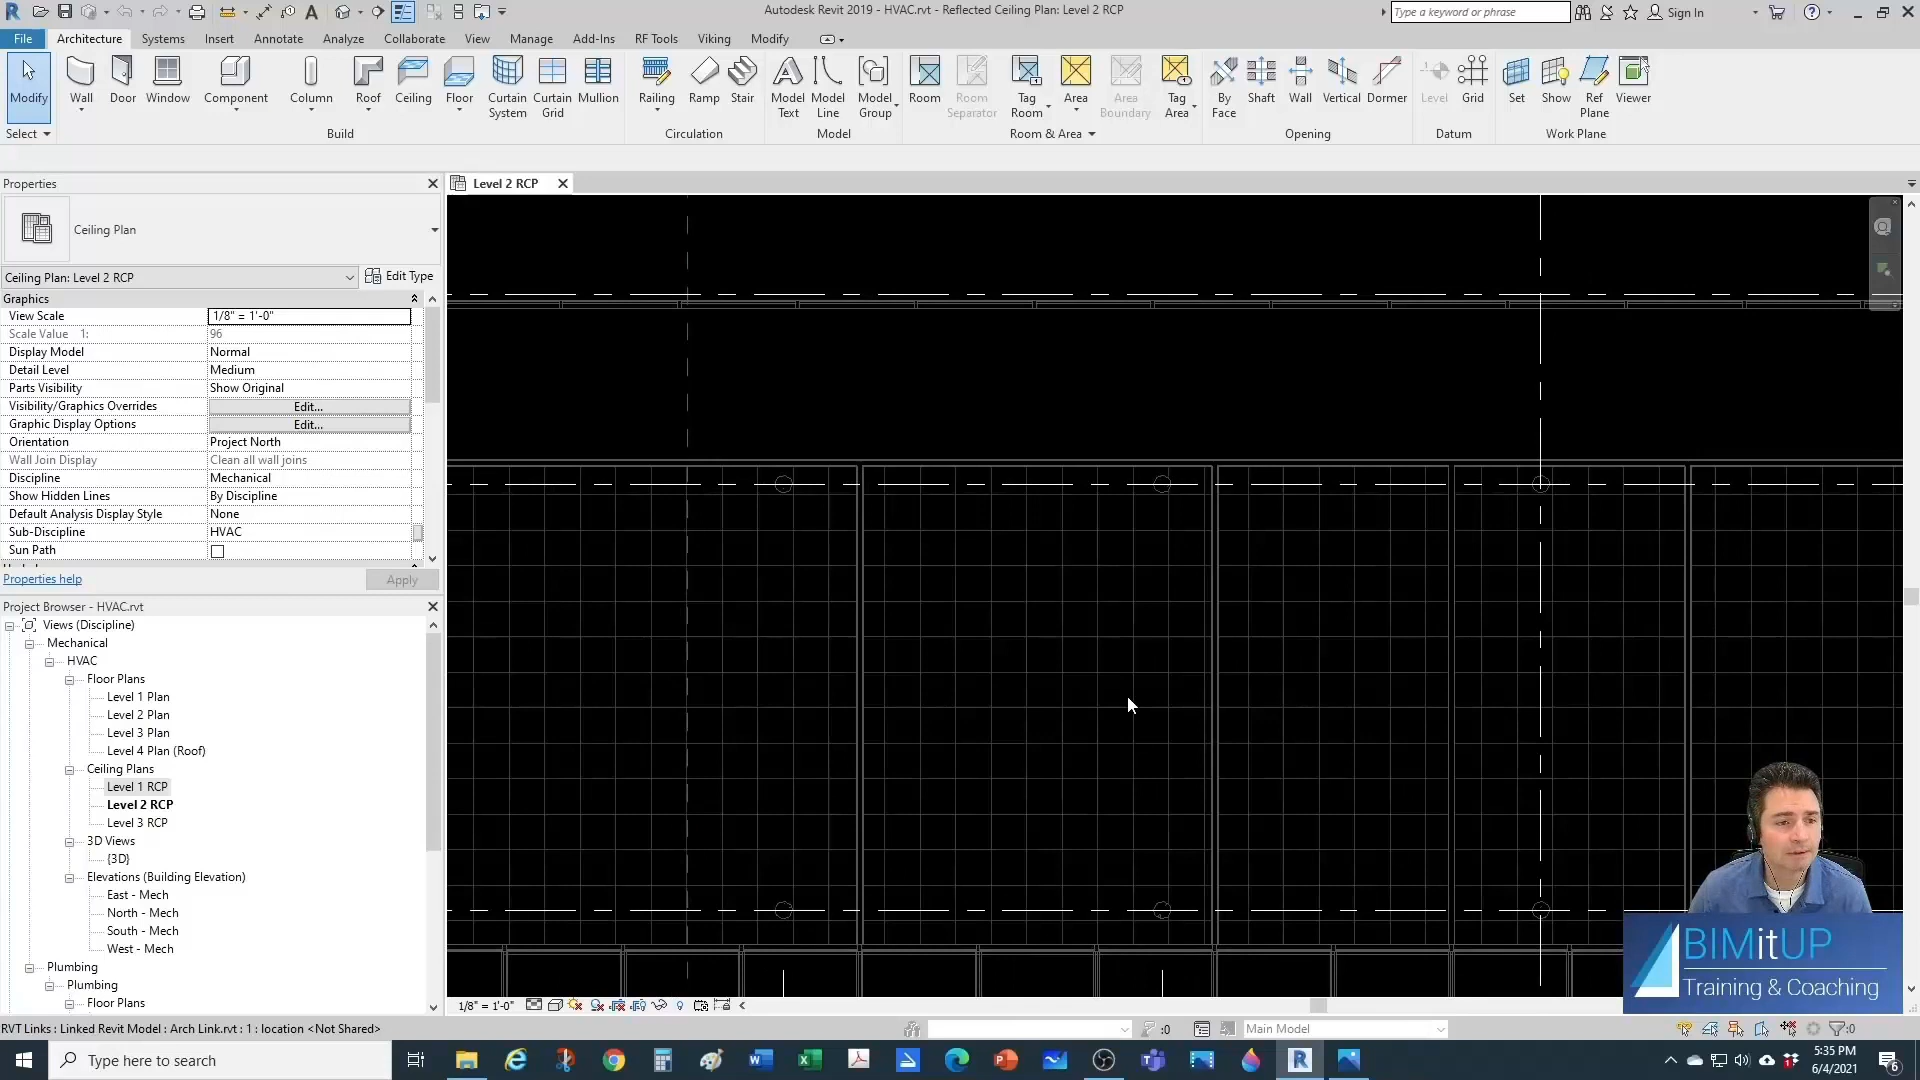 Autodesk Revit 2019 - HVAC.rvt - Reflected Ceiling Plan: Level 2 RCP
Type a keyword or phrase
Sign In
File Architecture Systems Insert Annotate Analyze Collaborate View Manage Add-Ins RF Tools Viking Modify
Modify Wall Door Window Component Column Roof Ceiling Floor Curtain System Curtain Grid Mullion Railing Ramp Stair Model Text Model Line Model Group Room Room Separator Tag Room Area Area Boundary Tag Area By Face Shaft Wall Vertical Dormer Level Grid Set Show Ref Plane Viewer
Select Build Circulation Model Room & Area Opening Datum Work Plane
Properties
Level 2 RCP
Ceiling Plan
Ceiling Plan: Level 2 RCP
Edit Type
Graphics
View Scale 1/8" = 1'-0"
Scale Value 1: 96
Display Model Normal
Detail Level Medium
Parts Visibility Show Original
Visibility/Graphics Overrides Edit...
Graphic Display Options Edit...
Orientation Project North
Wall Join Display Clean all wall joins
Discipline Mechanical
Show Hidden Lines By Discipline
Default Analysis Display Style None
Sub-Discipline HVAC
Sun Path
Properties help Apply
Project Browser - HVAC.rvt
Views (Discipline)
Mechanical
HVAC
Floor Plans
Level 1 Plan
Level 2 Plan
Level 3 Plan
Level 4 Plan (Roof)
Ceiling Plans
Level 1 RCP
Level 2 RCP
Level 3 RCP
3D Views
{3D}
Elevations (Building Elevation)
East - Mech
North - Mech
South - Mech
West - Mech
Plumbing
Plumbing
Floor Plans
BIMitUP
Training & Coaching
1/8" = 1'-0"
RVT Links : Linked Revit Model : Arch Link.rvt : 1 : location <Not Shared>
:0
Main Model
:0
Type here to search
5:35 PM
6/4/2021
6